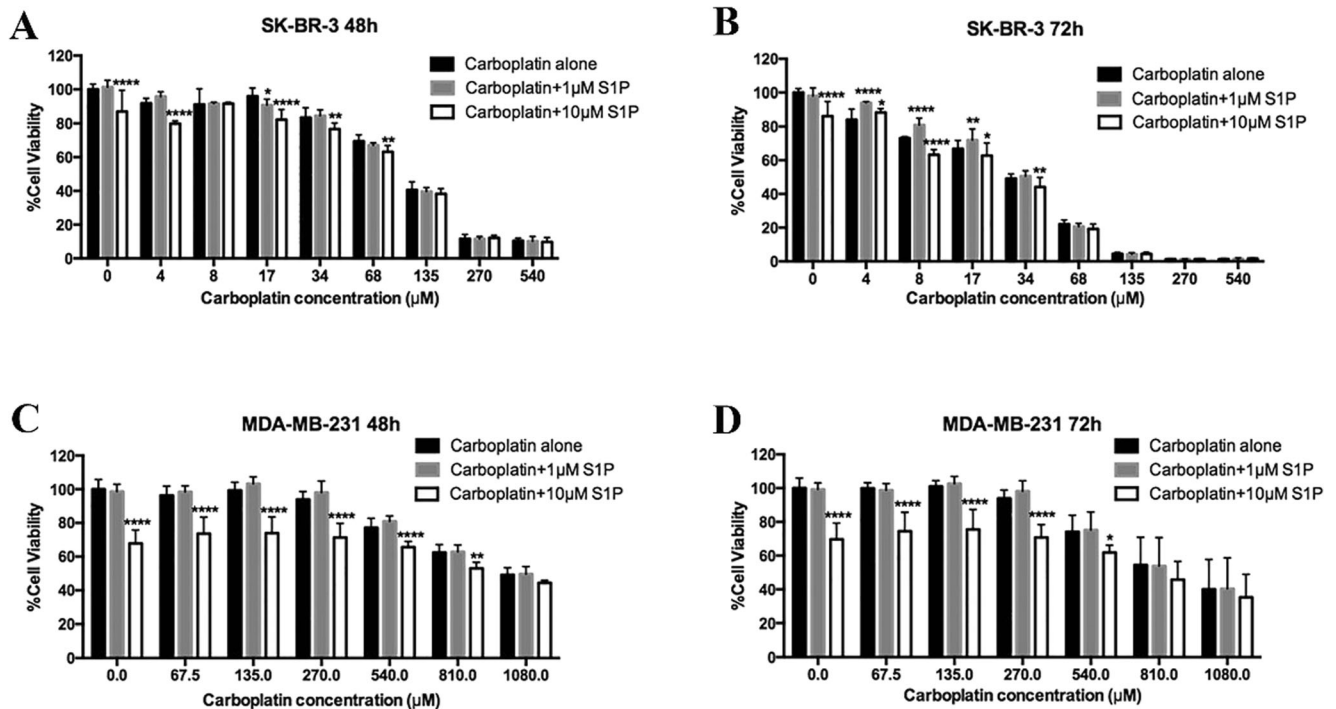 A
SK-BR-3 48h
120
100
80
60
40
20
0
%Cell Viability
Carboplatin alone
Carboplatin+1µM S1P
Carboplatin+10µM S1P
****
****
*
****
**
**
0 4 8 17 34 68 135 270 540
Carboplatin concentration (µM)
B
SK-BR-3 72h
120
100
80
60
40
20
0
%Cell Viability
Carboplatin alone
Carboplatin+1µM S1P
Carboplatin+10µM S1P
****
****
*
****
****
**
*
**
0 4 8 17 34 68 135 270 540
Carboplatin concentration (µM)
C
MDA-MB-231 48h
120
100
80
60
40
20
0
%Cell Viability
Carboplatin alone
Carboplatin+1µM S1P
Carboplatin+10µM S1P
****
****
****
****
****
**
0.0 67.5 135.0 270.0 540.0 810.0 1080.0
Carboplatin concentration (µM)
D
MDA-MB-231 72h
120
100
80
60
40
20
0
%Cell Viability
Carboplatin alone
Carboplatin+1µM S1P
Carboplatin+10µM S1P
****
****
****
****
*
0.0 67.5 135.0 270.0 540.0 810.0 1080.0
Carboplatin concentration (µM)